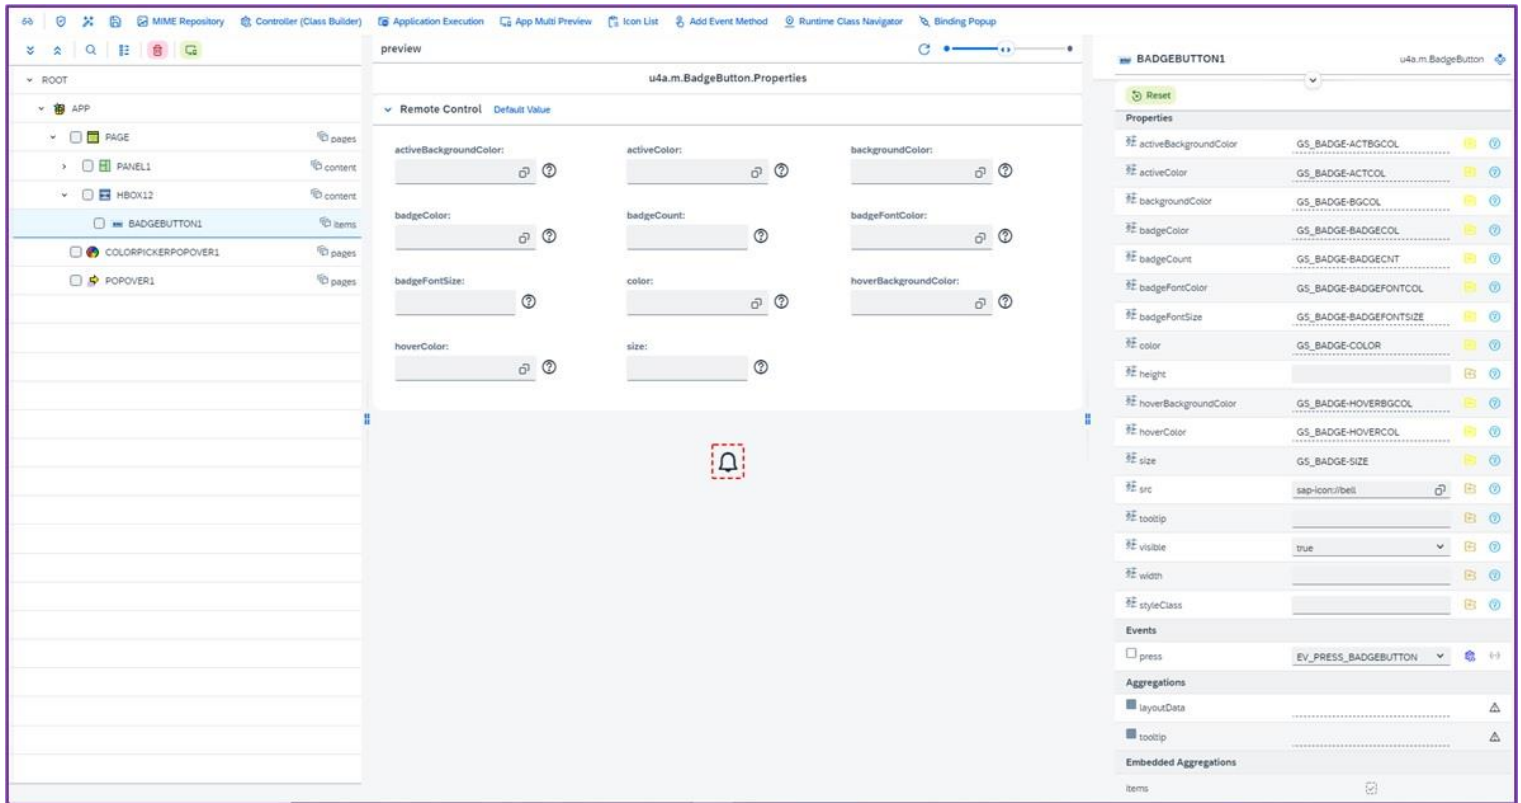 MIME Repository Controller (Class Builder) Application Execution App Multi Preview Icon List Add Event Method Runtime Class Navigator Binding Popup
ROOT
APP
PAGE pages
PANEL1 content
HBOX12 content
BADGEBUTTON1 items
COLORPICKERPOPOVER1 pages
POPOVER1 pages
preview
u4a.m.BadgeButton.Properties
Remote Control Default Value
activeBackgroundColor: activeColor: backgroundColor:
badgeColor: badgeCount: badgeFontColor:
badgeFontSize: color: hoverBackgroundColor:
hoverColor: size:
BADGEBUTTON1 u4a.m.BadgeButton
Reset
Properties
activeBackgroundColor GS_BADGE-ACTBGCOL
activeColor GS_BADGE-ACTCOL
backgroundColor GS_BADGE-BGCOL
badgeColor GS_BADGE-BADGECOL
badgeCount GS_BADGE-BADGECNT
badgeFontColor GS_BADGE-BADGEFONTCOL
badgeFontSize GS_BADGE-BADGEFONTSIZE
color GS_BADGE-COLOR
height
hoverBackgroundColor GS_BADGE-HOVERBGCOL
hoverColor GS_BADGE-HOVERCOL
size GS_BADGE-SIZE
src sap-icon://bell
tooltip
visible true
width
styleClass
Events
press EV_PRESS_BADGEBUTTON
Aggregations
layoutData
tooltip
Embedded Aggregations
items